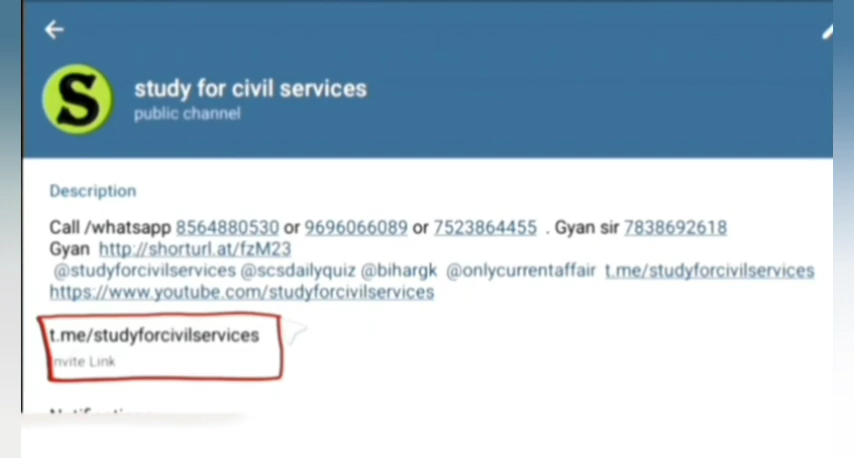 S
study for civil services
public channel
Description
Call /whatsapp 8564880530 or 9696066089 or 7523864455 . Gyan sir 7838692618
Gyan http://shorturl.at/fzM23
@studyforcivilservices @scsdailyquiz @bihargk @onlycurrentaffair t.me/studyforcivilservices
https://www.youtube.com/studyforcivilservices
t.me/studyforcivilservices
nvite Link